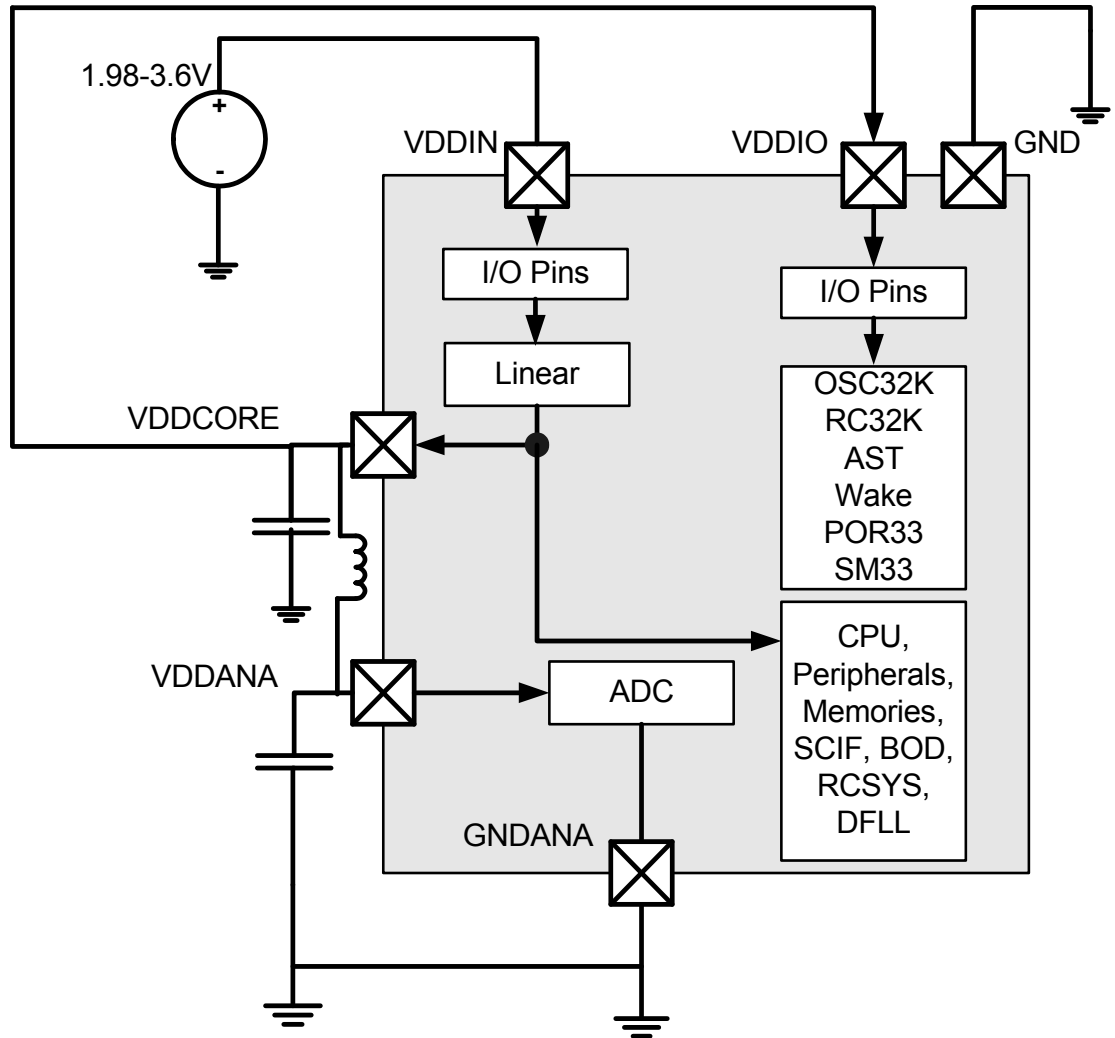 1.98-3.6V
+
-
VDDIN
VDDIO
GND
I/O Pins
I/O Pins
Linear
OSC32K
RC32K
AST
Wake
POR33
SM33
VDDCORE
CPU,
Peripherals,
Memories,
SCIF, BOD,
RCSYS,
DFLL
VDDANA
ADC
GNDANA